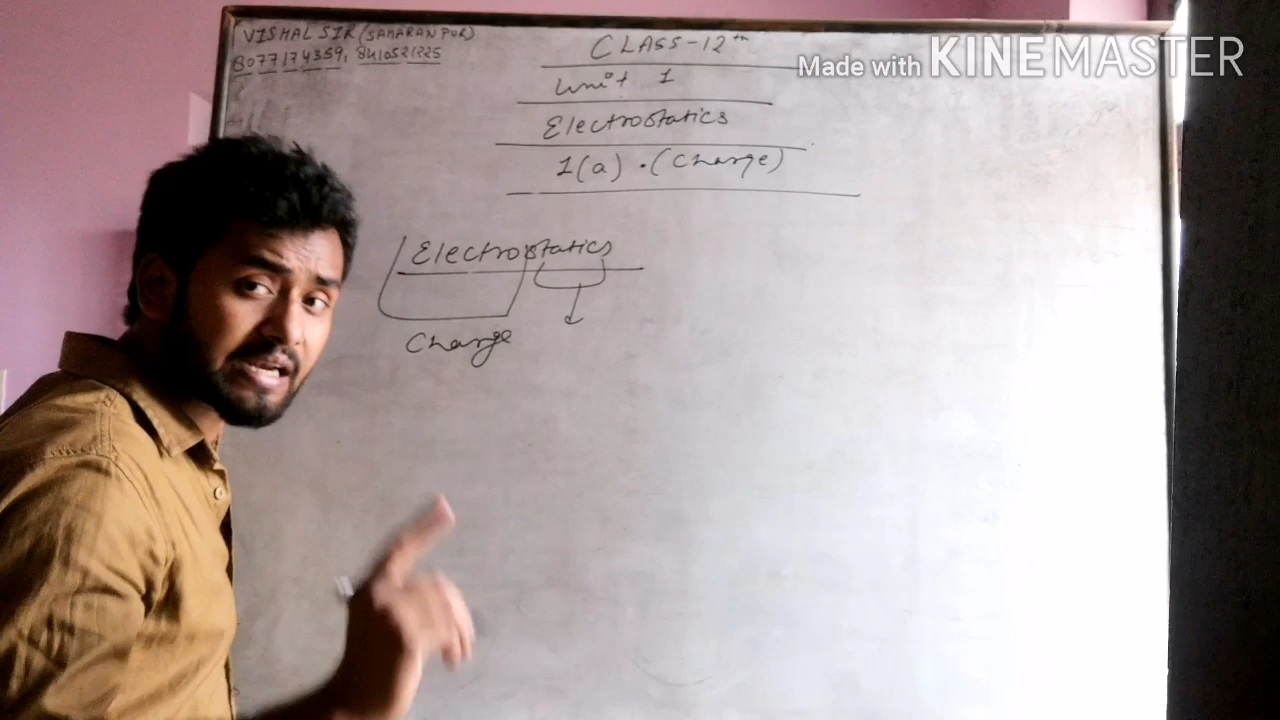 VISHAL SIR (SAHARANPUR)
8077174359, 8410521225
CLASS-12th
Unit 1
Electrostatics
1(a) . (Charge)
Electrostatics
Charge
Made with KINEMASTER